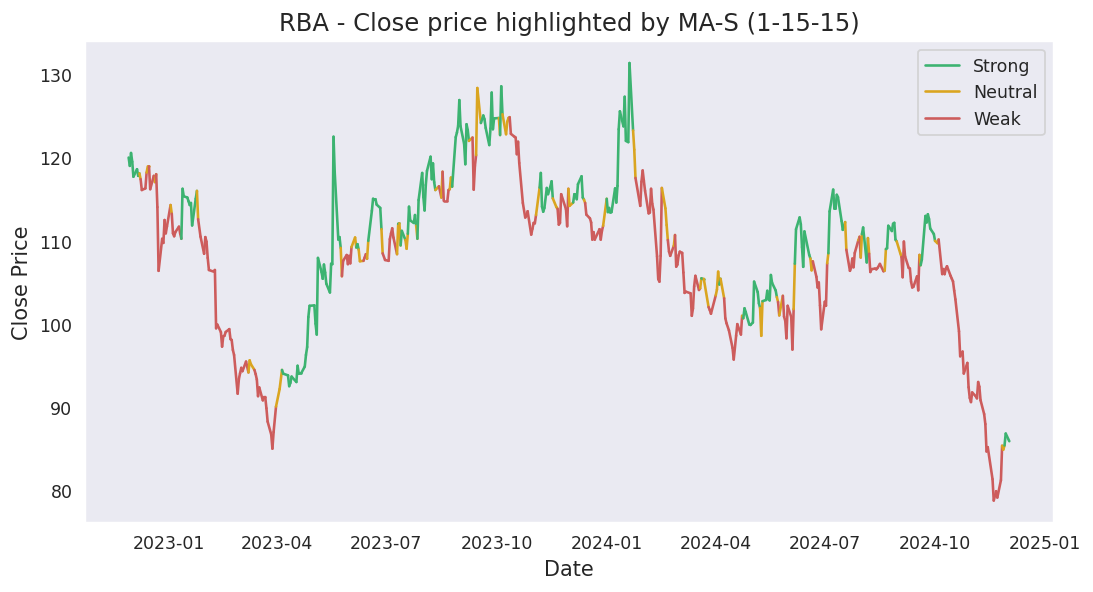 RBA - Close price highlighted by MA-S (1-15-15)
Strong
Neutral
Weak
Close Price
130
120
110
100
90
80
2023-01
2023-04
2023-07
2023-10
2024-01
2024-04
2024-07
2024-10
2025-01
Date